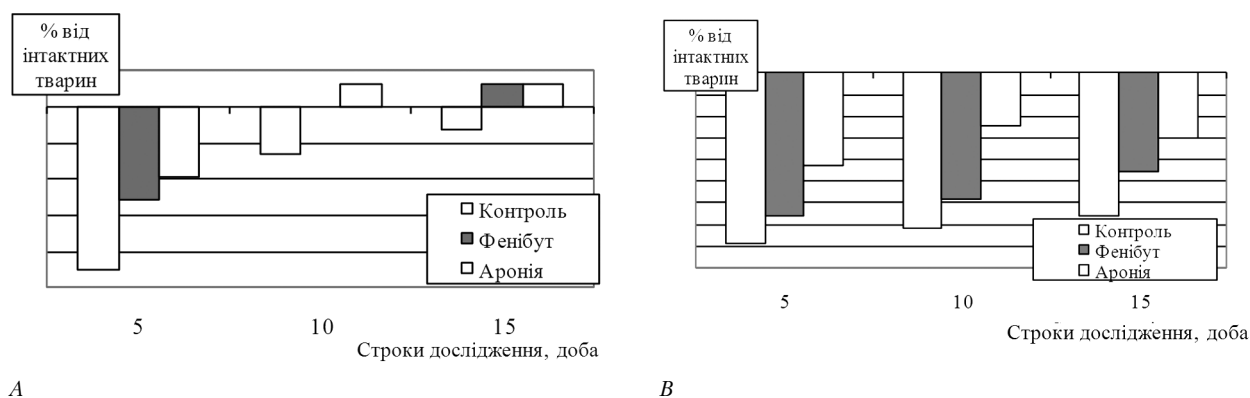 % від
інтактних
тварин
Контроль
Фенібут
Аронія
5
10
15
Строки дослідження, доба
А
% від
інтактних
тварин
Контроль
Фенібут
Аронія
5
10
15
Строки дослідження, доба
В